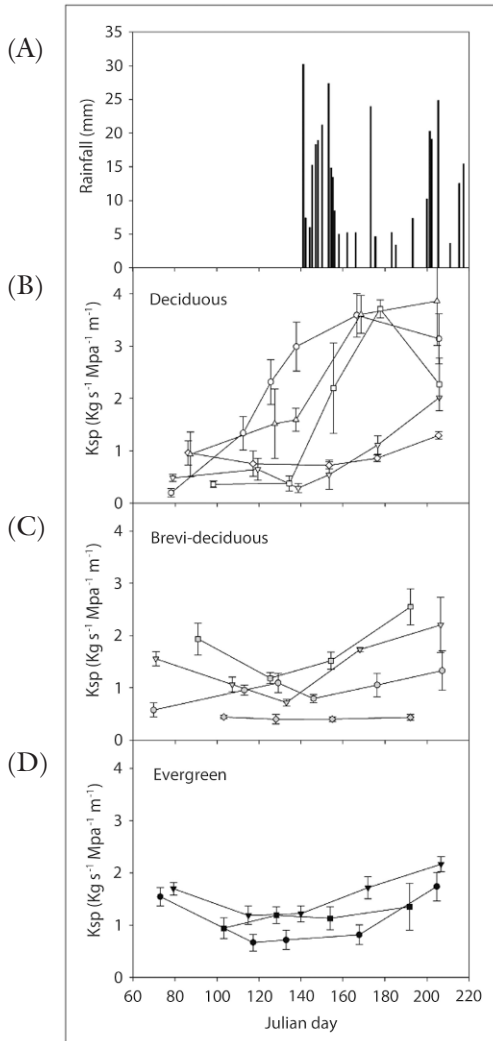 (A)
35
30
25
20
15
10
5
0
Rainfall (mm)
(B)
Deciduous
4
3
2
1
0
Ksp (Kg s⁻¹ Mpa⁻¹ m⁻¹)
(C)
Brevi-deciduous
4
3
2
1
0
Ksp (Kg s⁻¹ Mpa⁻¹ m⁻¹)
(D)
Evergreen
4
3
2
1
0
Ksp (Kg s⁻¹ Mpa⁻¹ m⁻¹)
60 80 100 120 140 160 180 200 220
Julian day